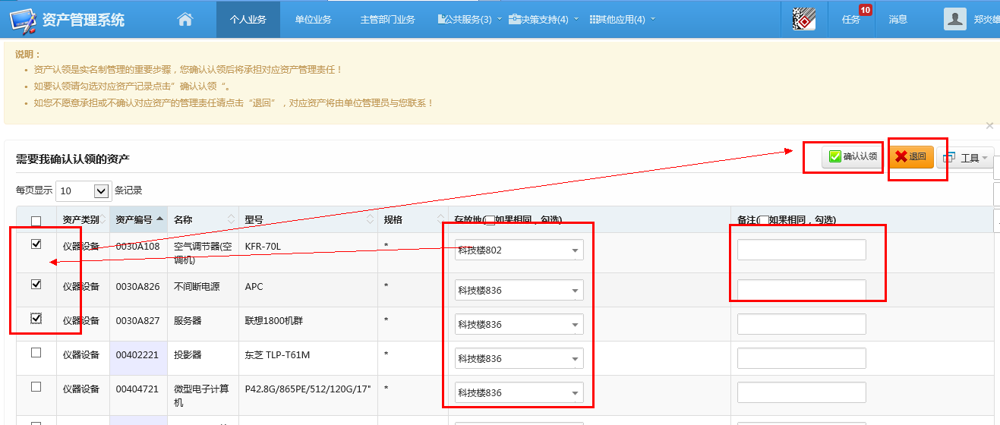 资产管理系统
个人业务 单位业务 主管部门业务 公共服务(3) 决策支持(4) 其他应用(4) 任务 10 消息 郑炎雄
说明：
• 资产认领是实名制管理的重要步骤，您确认认领后将承担对应资产管理责任！
• 如要认领请勾选对应资产记录点击”确认认领“。
• 如您不愿意承担或不确认对应资产的管理责任请点击“退回”，对应资产将由单位管理员与您联系！
需要我确认认领的资产 确认认领 退回 工具
每页显示 10 条记录
资产类别 资产编号 名称 型号 规格 存放地(如果相同，勾选) 备注(如果相同，勾选)
仪器设备 0030A108 空气调节器(空 KFR-70L * 科技楼802
调机)
仪器设备 0030A826 不间断电源 APC * 科技楼836
仪器设备 0030A827 服务器 联想1800机群 * 科技楼836
仪器设备 00402221 投影器 东芝 TLP-T61M * 科技楼836
仪器设备 00404721 微型电子计算 P42.8G/865PE/512/120G/17" * 科技楼836
机